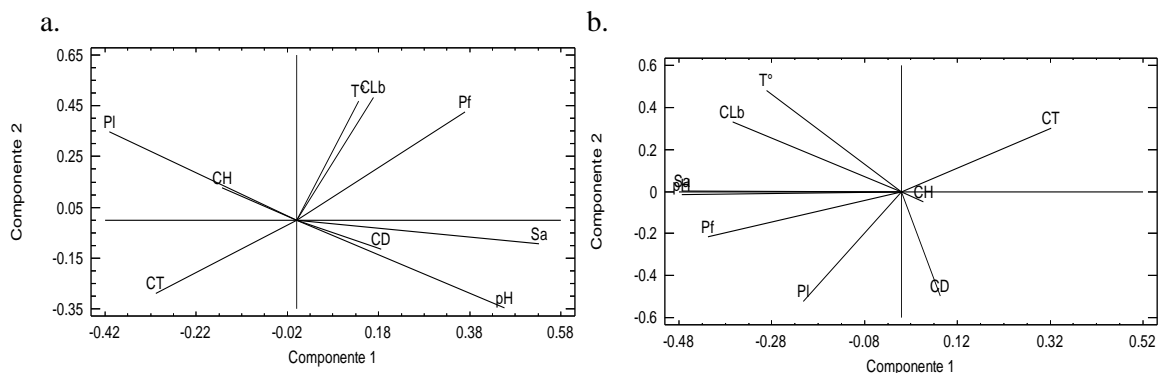 a.
0.65
0.45
0.25
0.05
-0.15
-0.35
Componente 2
-0.42 -0.22 -0.02 0.18 0.38 0.58
Componente 1
Pl
CH
CT
T°
CLb
Pf
CD
Sa
pH
b.
0.6
0.4
0.2
0
-0.2
-0.4
-0.6
Componente 2
-0.48 -0.28 -0.08 0.12 0.32 0.52
Componente 1
T°
CLb
Sa
pH
Pf
Pl
CT
CH
CD